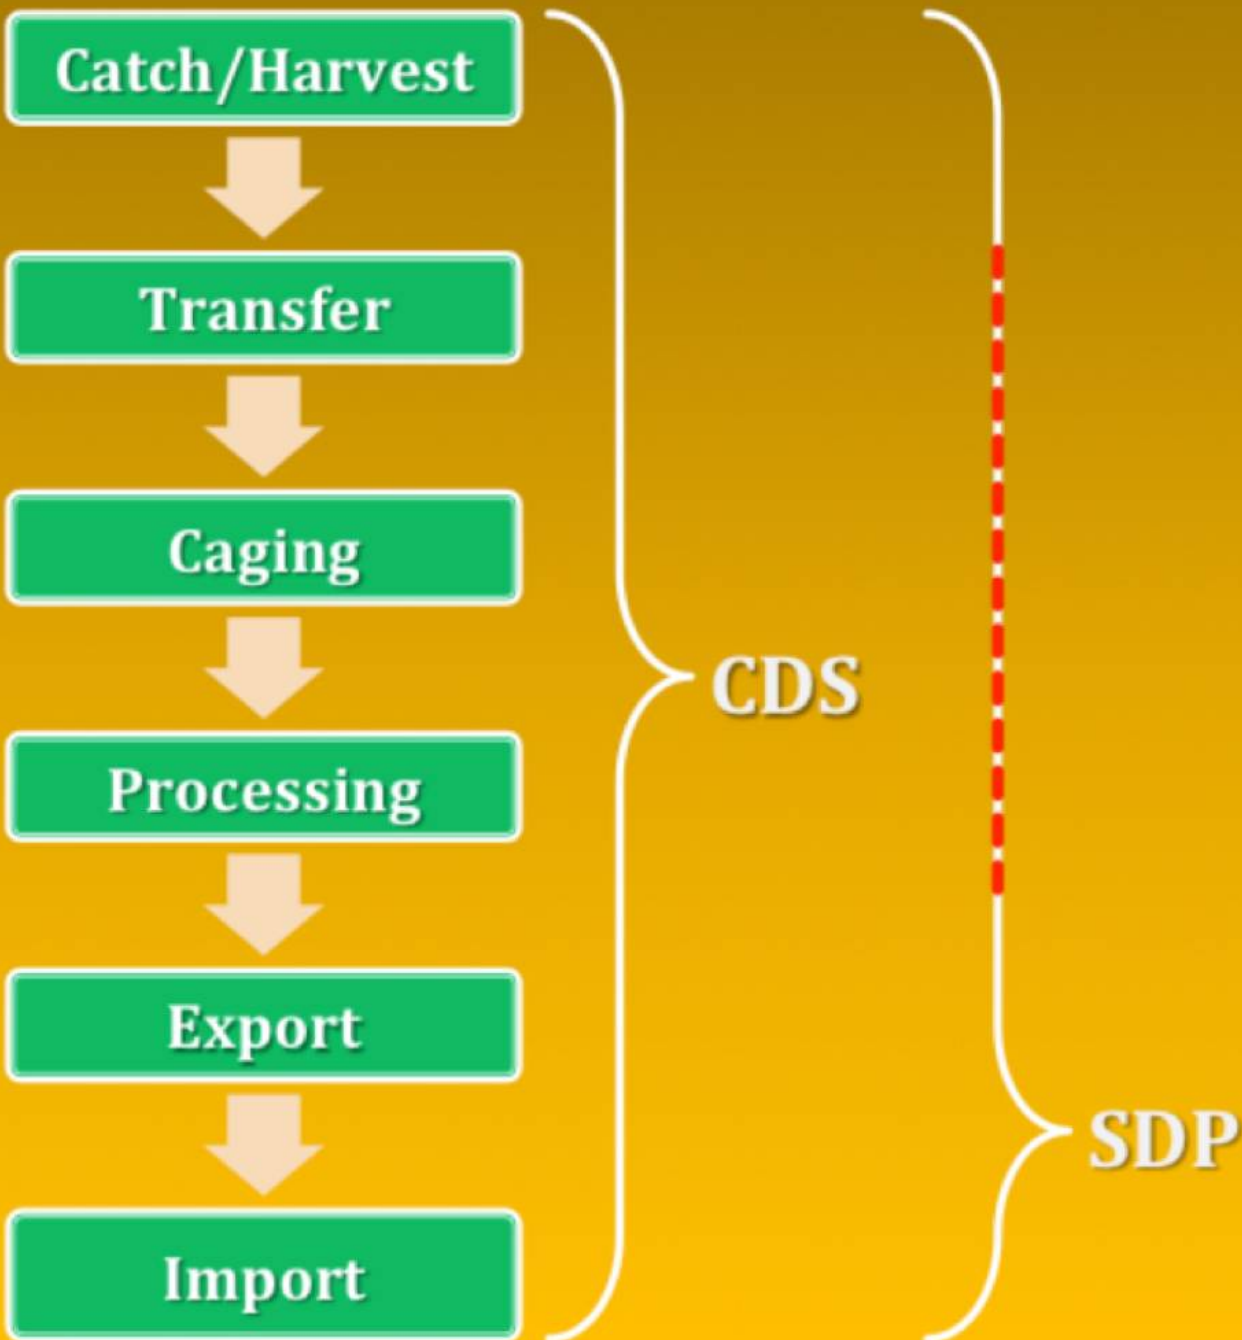 Catch/Harvest
Transfer
Caging
Processing
Export
Import
CDS
SDP